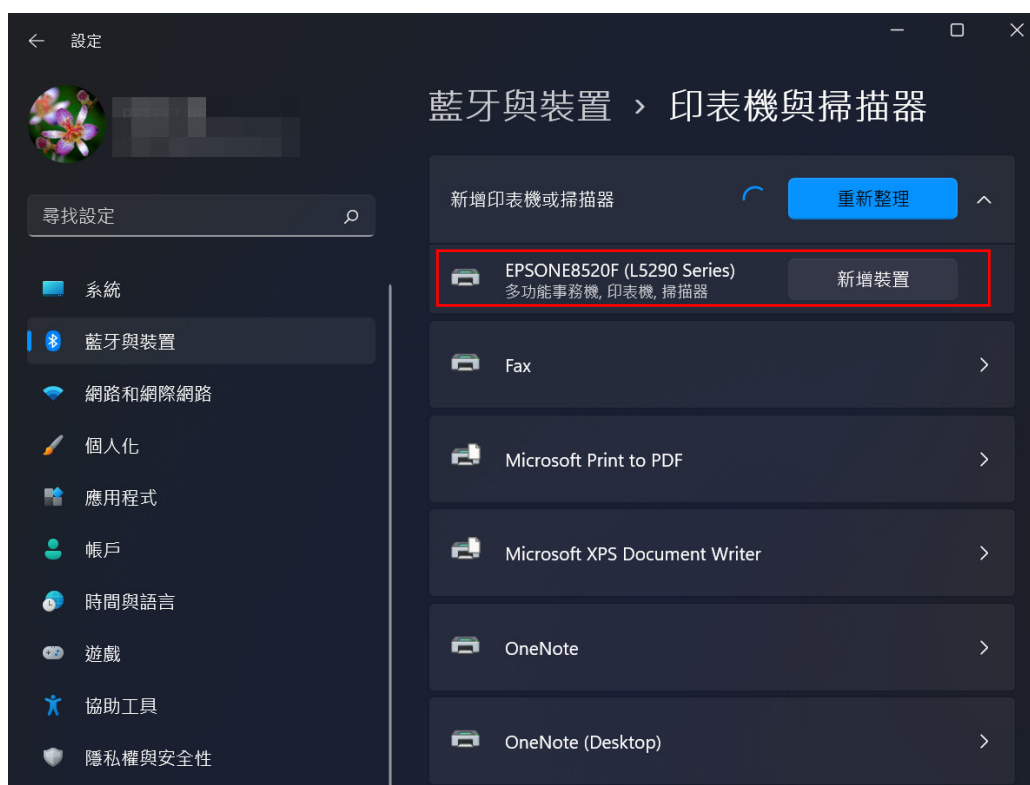 設定
藍牙與裝置 › 印表機與掃描器
尋找設定
系統
藍牙與裝置
網路和網際網路
個人化
應用程式
帳戶
時間與語言
遊戲
協助工具
隱私權與安全性
新增印表機或掃描器
重新整理
EPSONE8520F (L5290 Series)
多功能事務機, 印表機, 掃描器
新增裝置
Fax
Microsoft Print to PDF
Microsoft XPS Document Writer
OneNote
OneNote (Desktop)